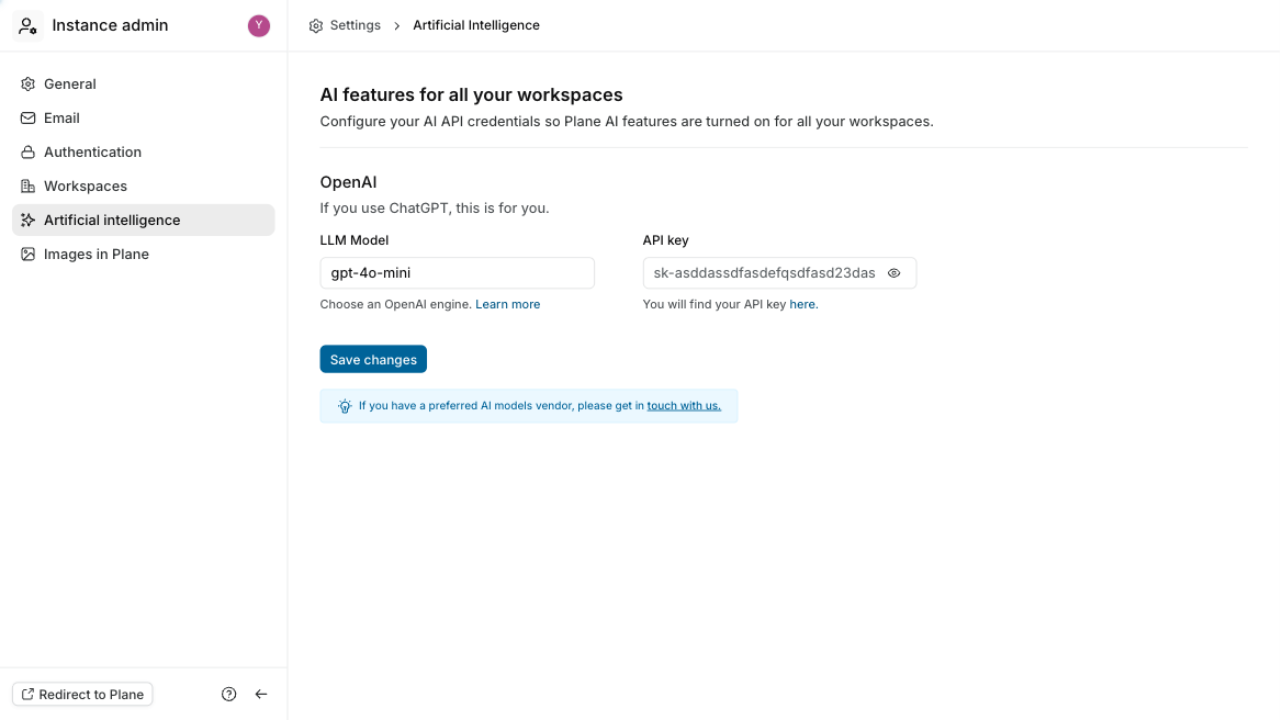 Instance admin
Y
Settings
Artificial Intelligence
General
Email
Authentication
Workspaces
Artificial intelligence
Images in Plane
AI features for all your workspaces
Configure your AI API credentials so Plane AI features are turned on for all your workspaces.
OpenAI
If you use ChatGPT, this is for you.
LLM Model
API key
gpt-4o-mini
sk-asddassdfasdefqsdfasd23das
Choose an OpenAI engine. Learn more
You will find your API key here.
Save changes
If you have a preferred AI models vendor, please get in touch with us.
Redirect to Plane